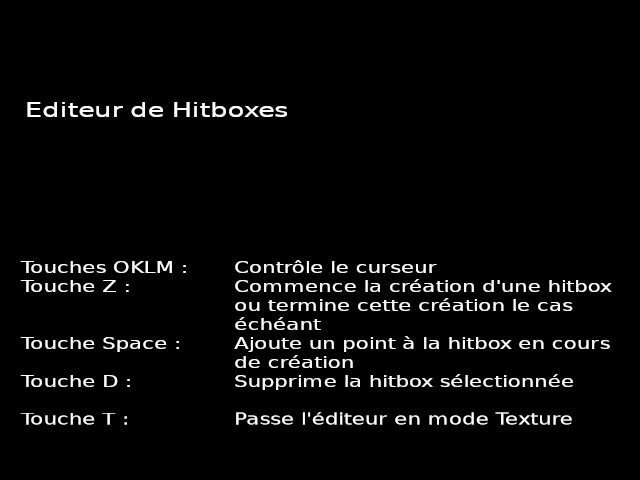 Editeur de Hitboxes
Touches OKLM : Contrôle le curseur
Touche Z : Commence la création d'une hitbox
ou termine cette création le cas
échéant
Touche Space : Ajoute un point à la hitbox en cours
de création
Touche D : Supprime la hitbox sélectionnée
Touche T : Passe l'éditeur en mode Texture